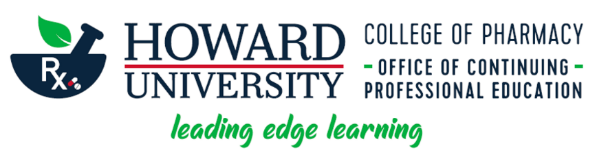 Rx
HOWARD
UNIVERSITY
COLLEGE OF PHARMACY
- OFFICE OF CONTINUING -
PROFESSIONAL EDUCATION
leading edge learning